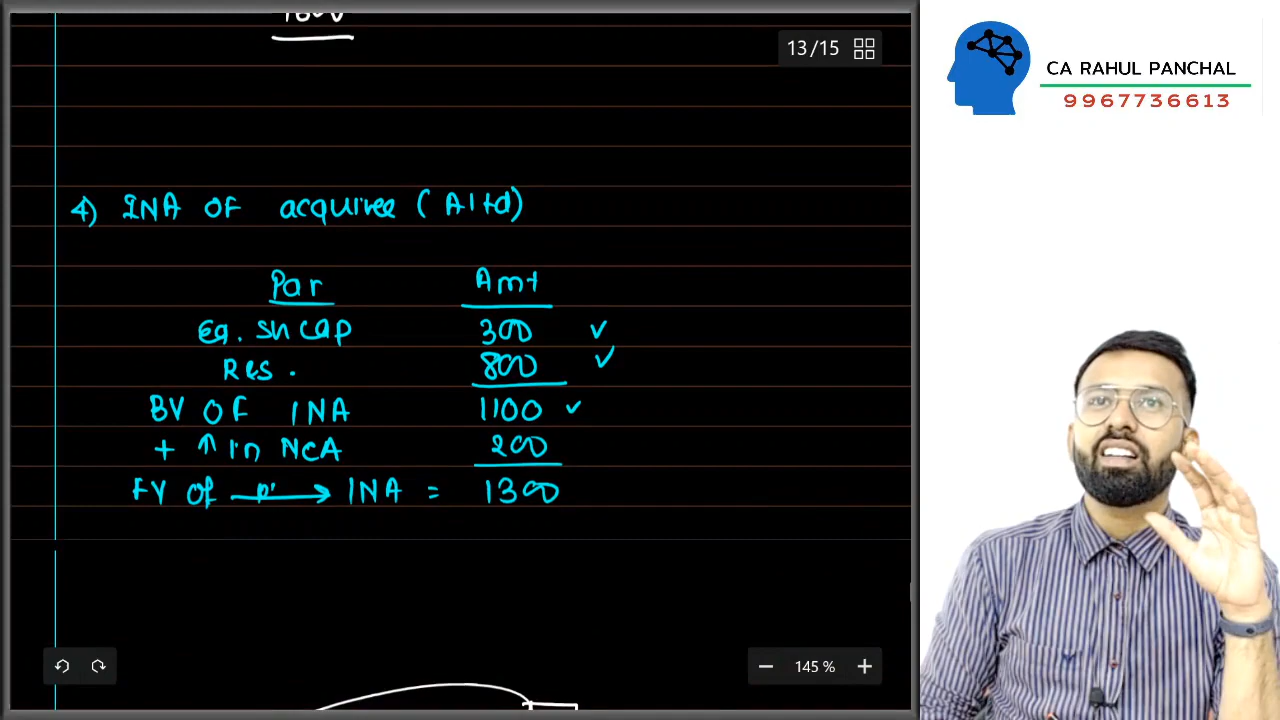 13/15
CA RAHUL PANCHAL
9967736613
4) INA OF acquiree (A ltd)
Par Amt
Eq. Sh Cap 300 ✓
Res. 800 ✓
BV OF INA 1100 ✓
+ ↑ in NCA 200
FV of → INA = 1300
145 %